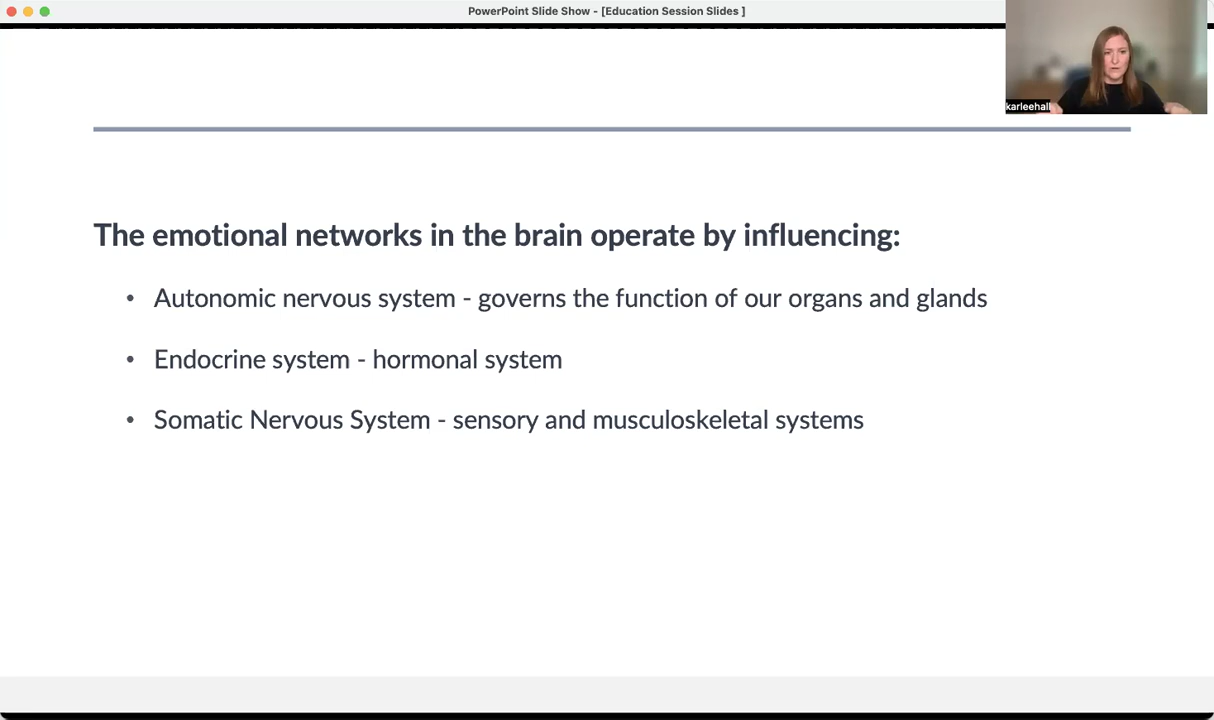 PowerPoint Slide Show - [Education Session Slides ]
karleehall
The emotional networks in the brain operate by influencing:
• Autonomic nervous system - governs the function of our organs and glands
• Endocrine system - hormonal system
• Somatic Nervous System - sensory and musculoskeletal systems